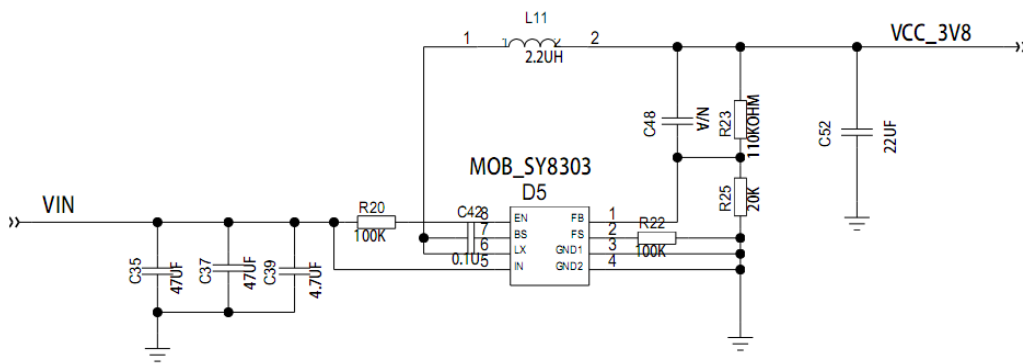 L11
1 2
2.2UH
VCC_3V8
C48
N/A
R23
110KOHM
C52
22UF
MOB_SY8303
D5
VIN
R20
100K
C42
0.1U
8 EN FB 1
7 BS FS 2
6 LX GND1 3
5 IN GND2 4
R22
100K
R25
20K
C35
47UF
C37
47UF
C39
4.7UF